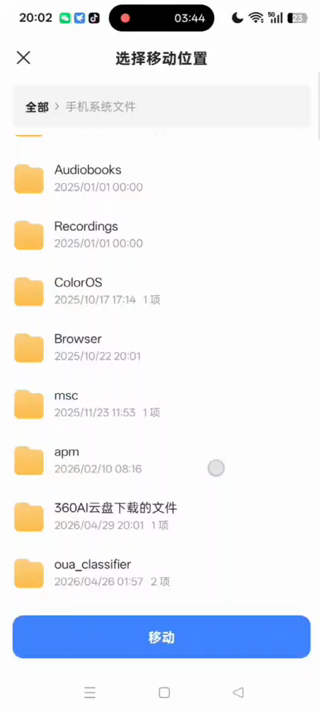 20:02
03:44
5G
23
选择移动位置
全部 > 手机系统文件
Audiobooks
2025/01/01 00:00
Recordings
2025/01/01 00:00
ColorOS
2025/10/17 17:14 1 项
Browser
2025/10/22 20:01
msc
2025/11/23 11:53 1 项
apm
2026/02/10 08:16
360AI云盘下载的文件
2026/04/29 20:01 1 项
oua_classifier
2026/04/26 01:57 2 项
移动